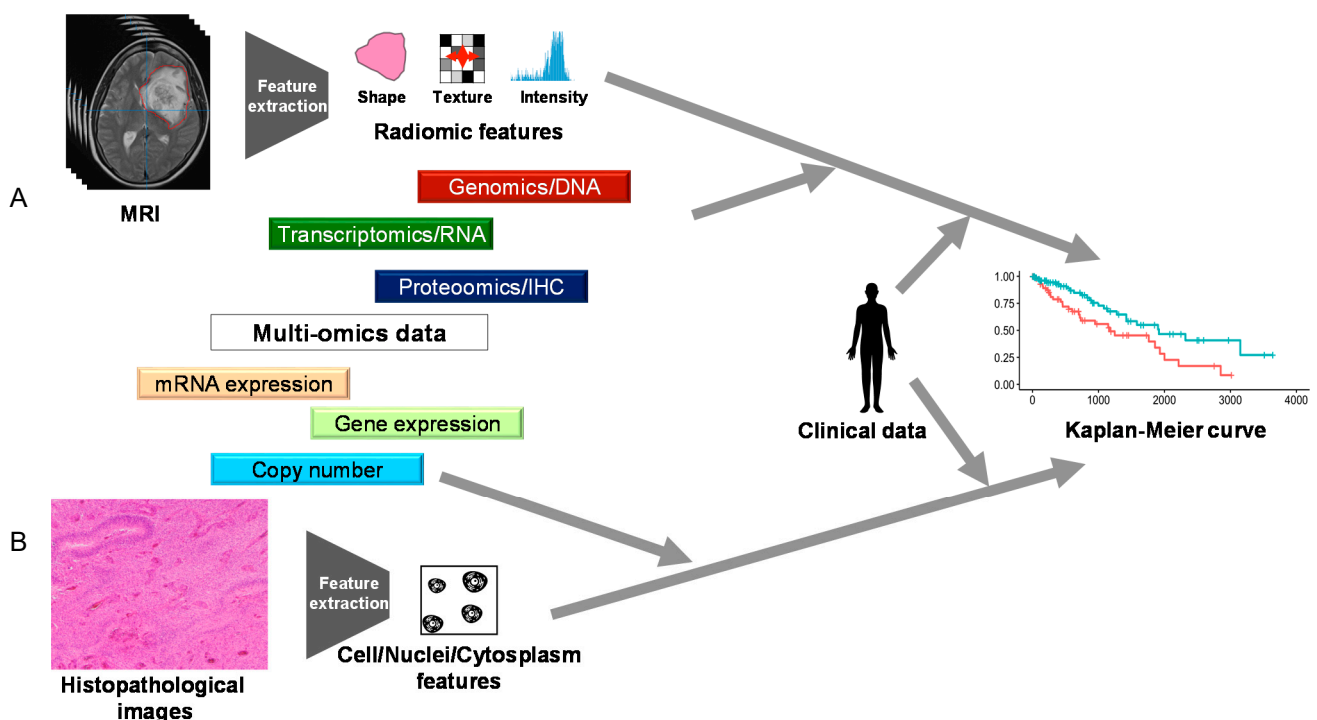 A
MRI
Feature
extraction
Shape
Texture
Intensity
Radiomic features
Genomics/DNA
Transcriptomics/RNA
Proteoomics/IHC
Multi-omics data
mRNA expression
Gene expression
Copy number
Clinical data
1.00
0.75
0.50
0.25
0.00
0
1000
2000
3000
4000
Kaplan-Meier curve
B
Histopathological
images
Feature
extraction
Cell/Nuclei/Cytosplasm
features